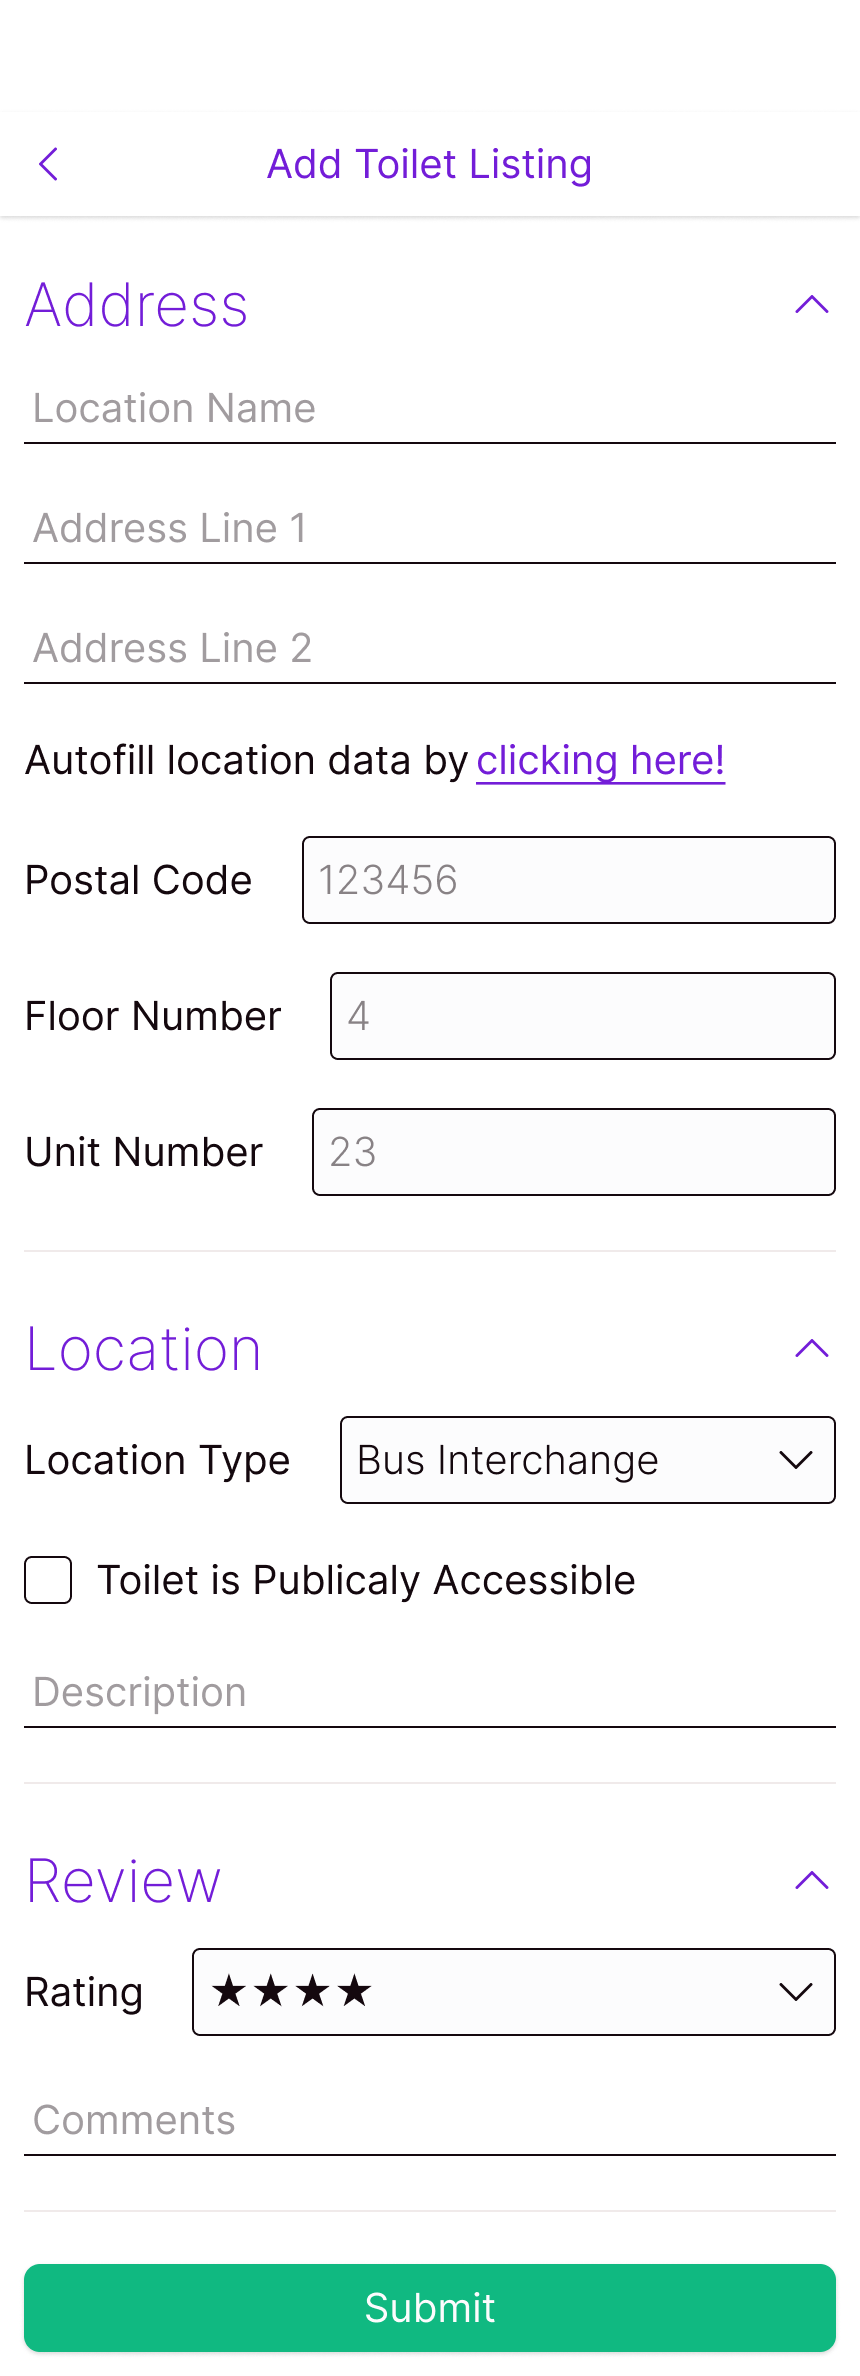 Add Toilet Listing
Address
Location Name
Address Line 1
Address Line 2
Autofill location data by clicking here!
Postal Code 123456
Floor Number 4
Unit Number 23
Location
Location Type Bus Interchange
Toilet is Publicaly Accessible
Description
Review
Rating ★★★★
Comments
Submit